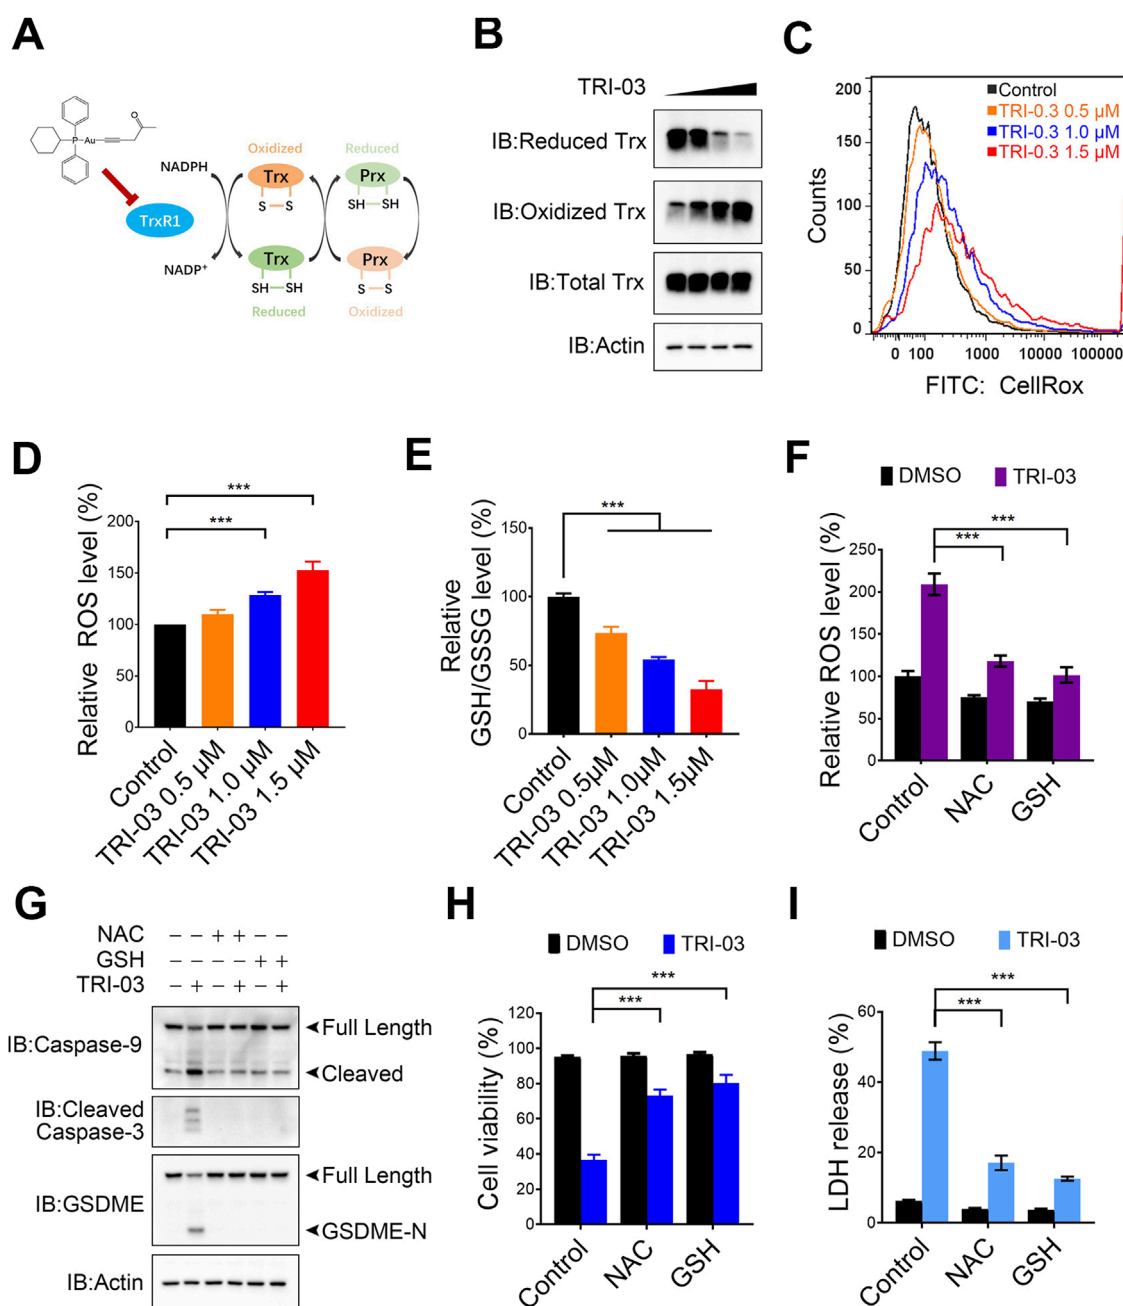 A
O
P
Au
TrxR1
NADPH
NADP⁺
Oxidized
Trx
S
S
Reduced
Prx
SH
SH
Trx
SH
SH
Reduced
Prx
S
S
Oxidized
B
TRI-03
IB:Reduced Trx
IB:Oxidized Trx
IB:Total Trx
IB:Actin
C
Control
TRI-0.3 0.5 μM
TRI-0.3 1.0 μM
TRI-0.3 1.5 μM
Counts
200
150
100
50
0
0 100 1000 10000 100000
FITC: CellRox
D
Relative ROS level (%)
200
150
100
50
0
***
***
Control
TRI-03 0.5 μM
TRI-03 1.0 μM
TRI-03 1.5 μM
E
Relative
GSH/GSSG level (%)
150
100
50
0
***
Control
TRI-03 0.5μM
TRI-03 1.0μM
TRI-03 1.5μM
F
DMSO TRI-03
Relative ROS level (%)
250
200
150
100
50
0
***
***
Control
NAC
GSH
G
NAC − − + + − −
GSH − − − − + +
TRI-03 − + − + − +
IB:Caspase-9
Full Length
Cleaved
IB:Cleaved
Caspase-3
IB:GSDME
Full Length
GSDME-N
IB:Actin
H
DMSO TRI-03
Cell viability (%)
120
100
80
60
40
20
0
***
***
Control
NAC
GSH
I
DMSO TRI-03
LDH release (%)
60
40
20
0
***
***
Control
NAC
GSH